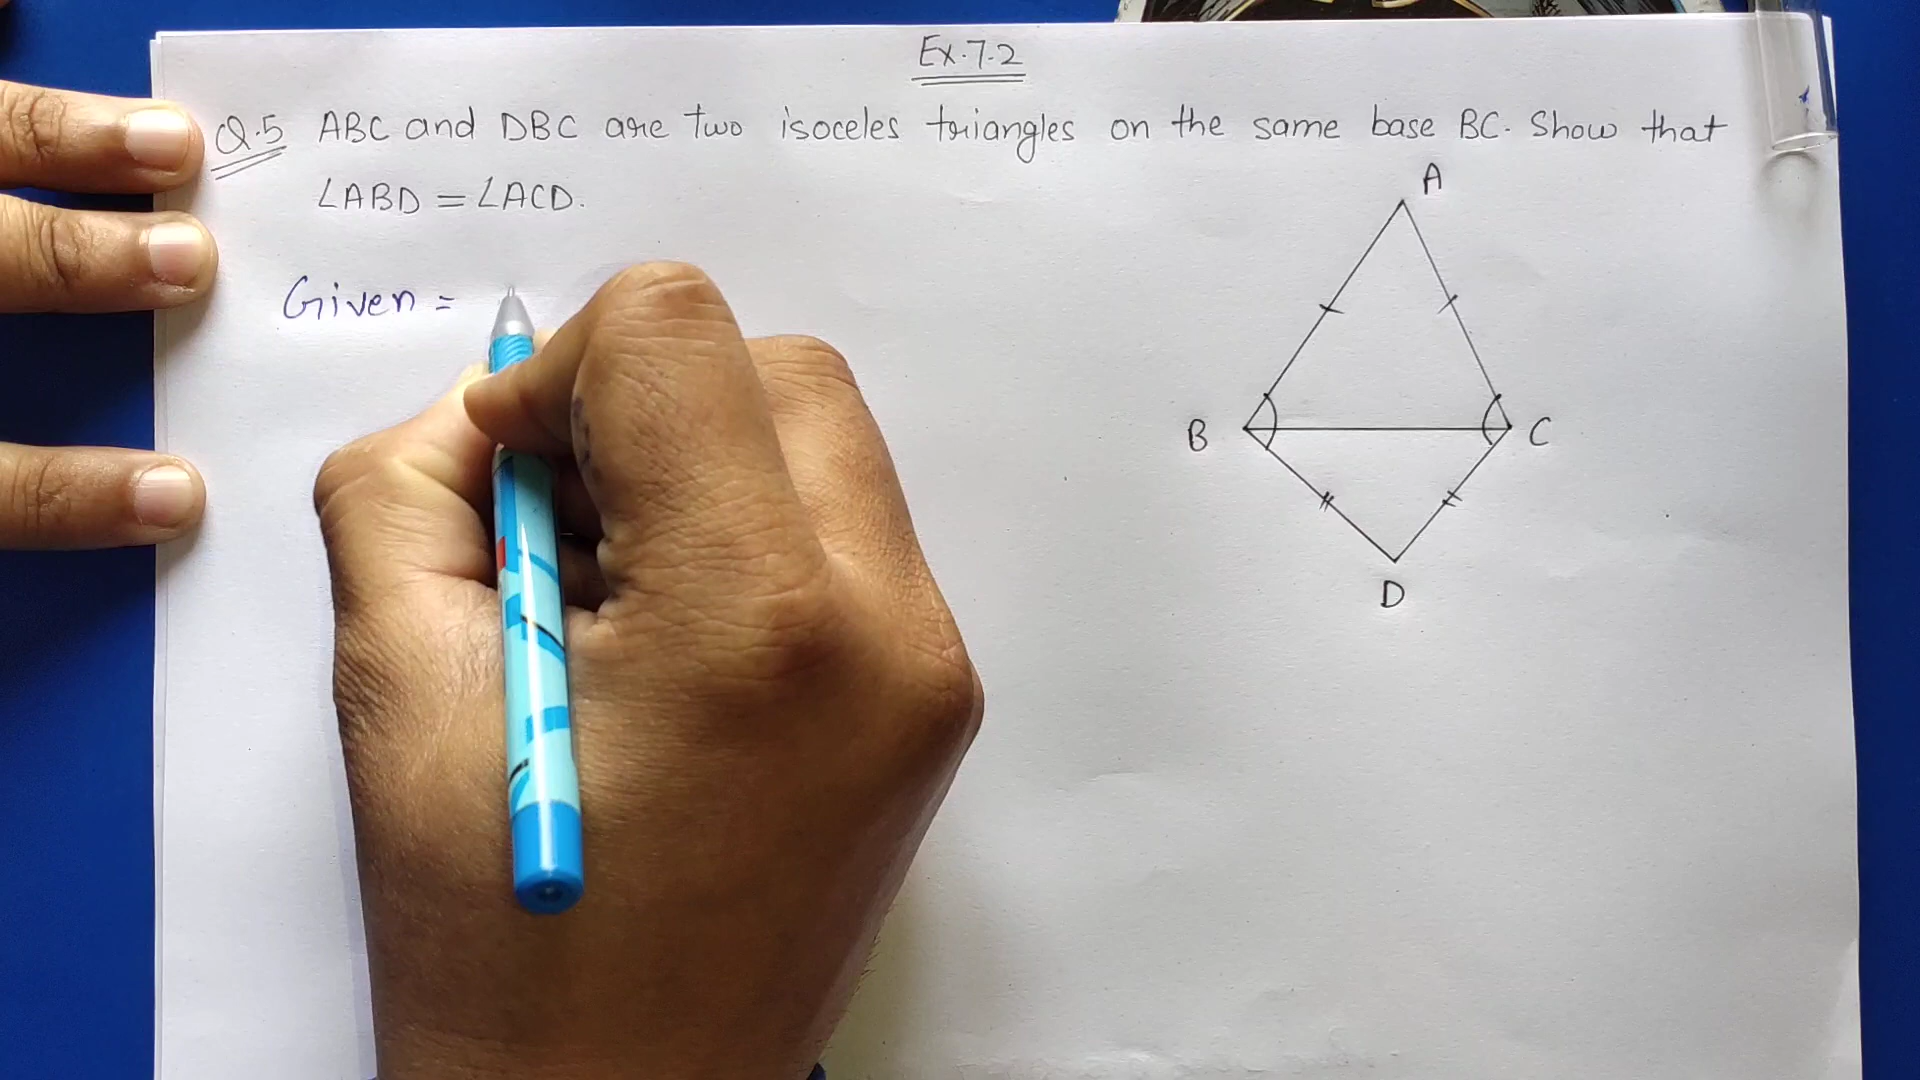 Ex.7.2
Q.5 ABC and DBC are two isoceles triangles on the same base BC. Show that
∠ABD = ∠ACD.
A
Given =
B
C
D